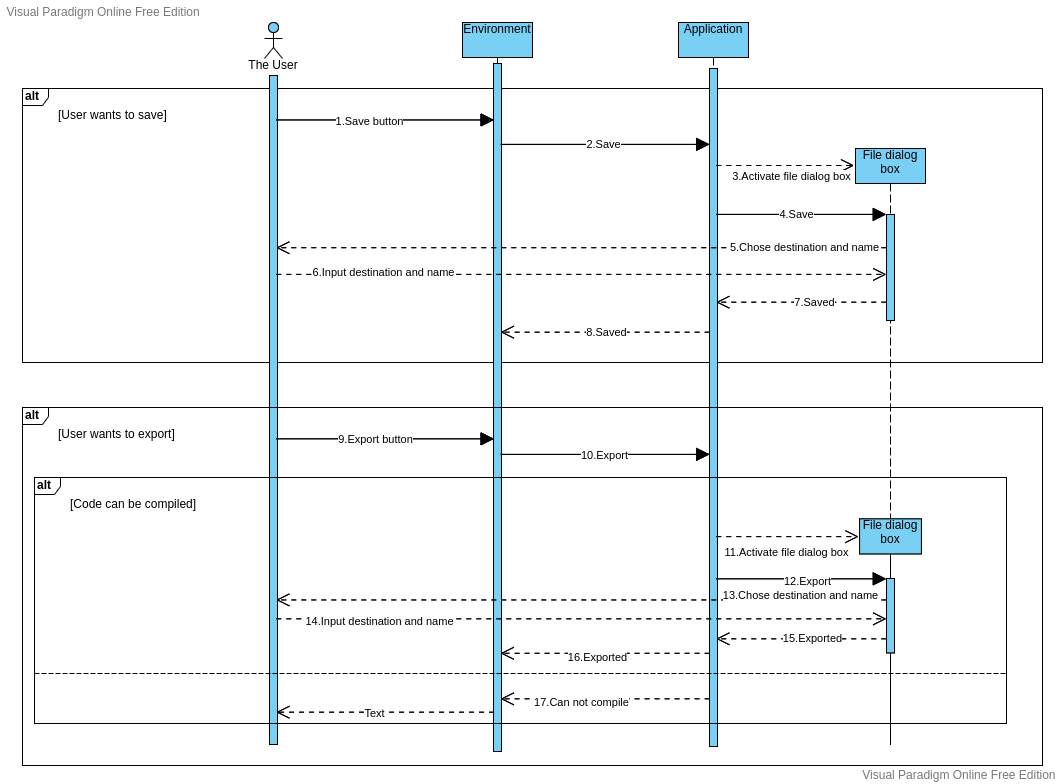 Visual Paradigm Online Free Edition
The User
Environment
Application
alt
[User wants to save]
1.Save button
2.Save
File dialog
box
3.Activate file dialog box
4.Save
5.Chose destination and name
6.Input destination and name
7.Saved
8.Saved
alt
[User wants to export]
9.Export button
10.Export
alt
[Code can be compiled]
File dialog
box
11.Activate file dialog box
12.Export
13.Chose destination and name
14.Input destination and name
15.Exported
16.Exported
17.Can not compile
Text
Visual Paradigm Online Free Edition